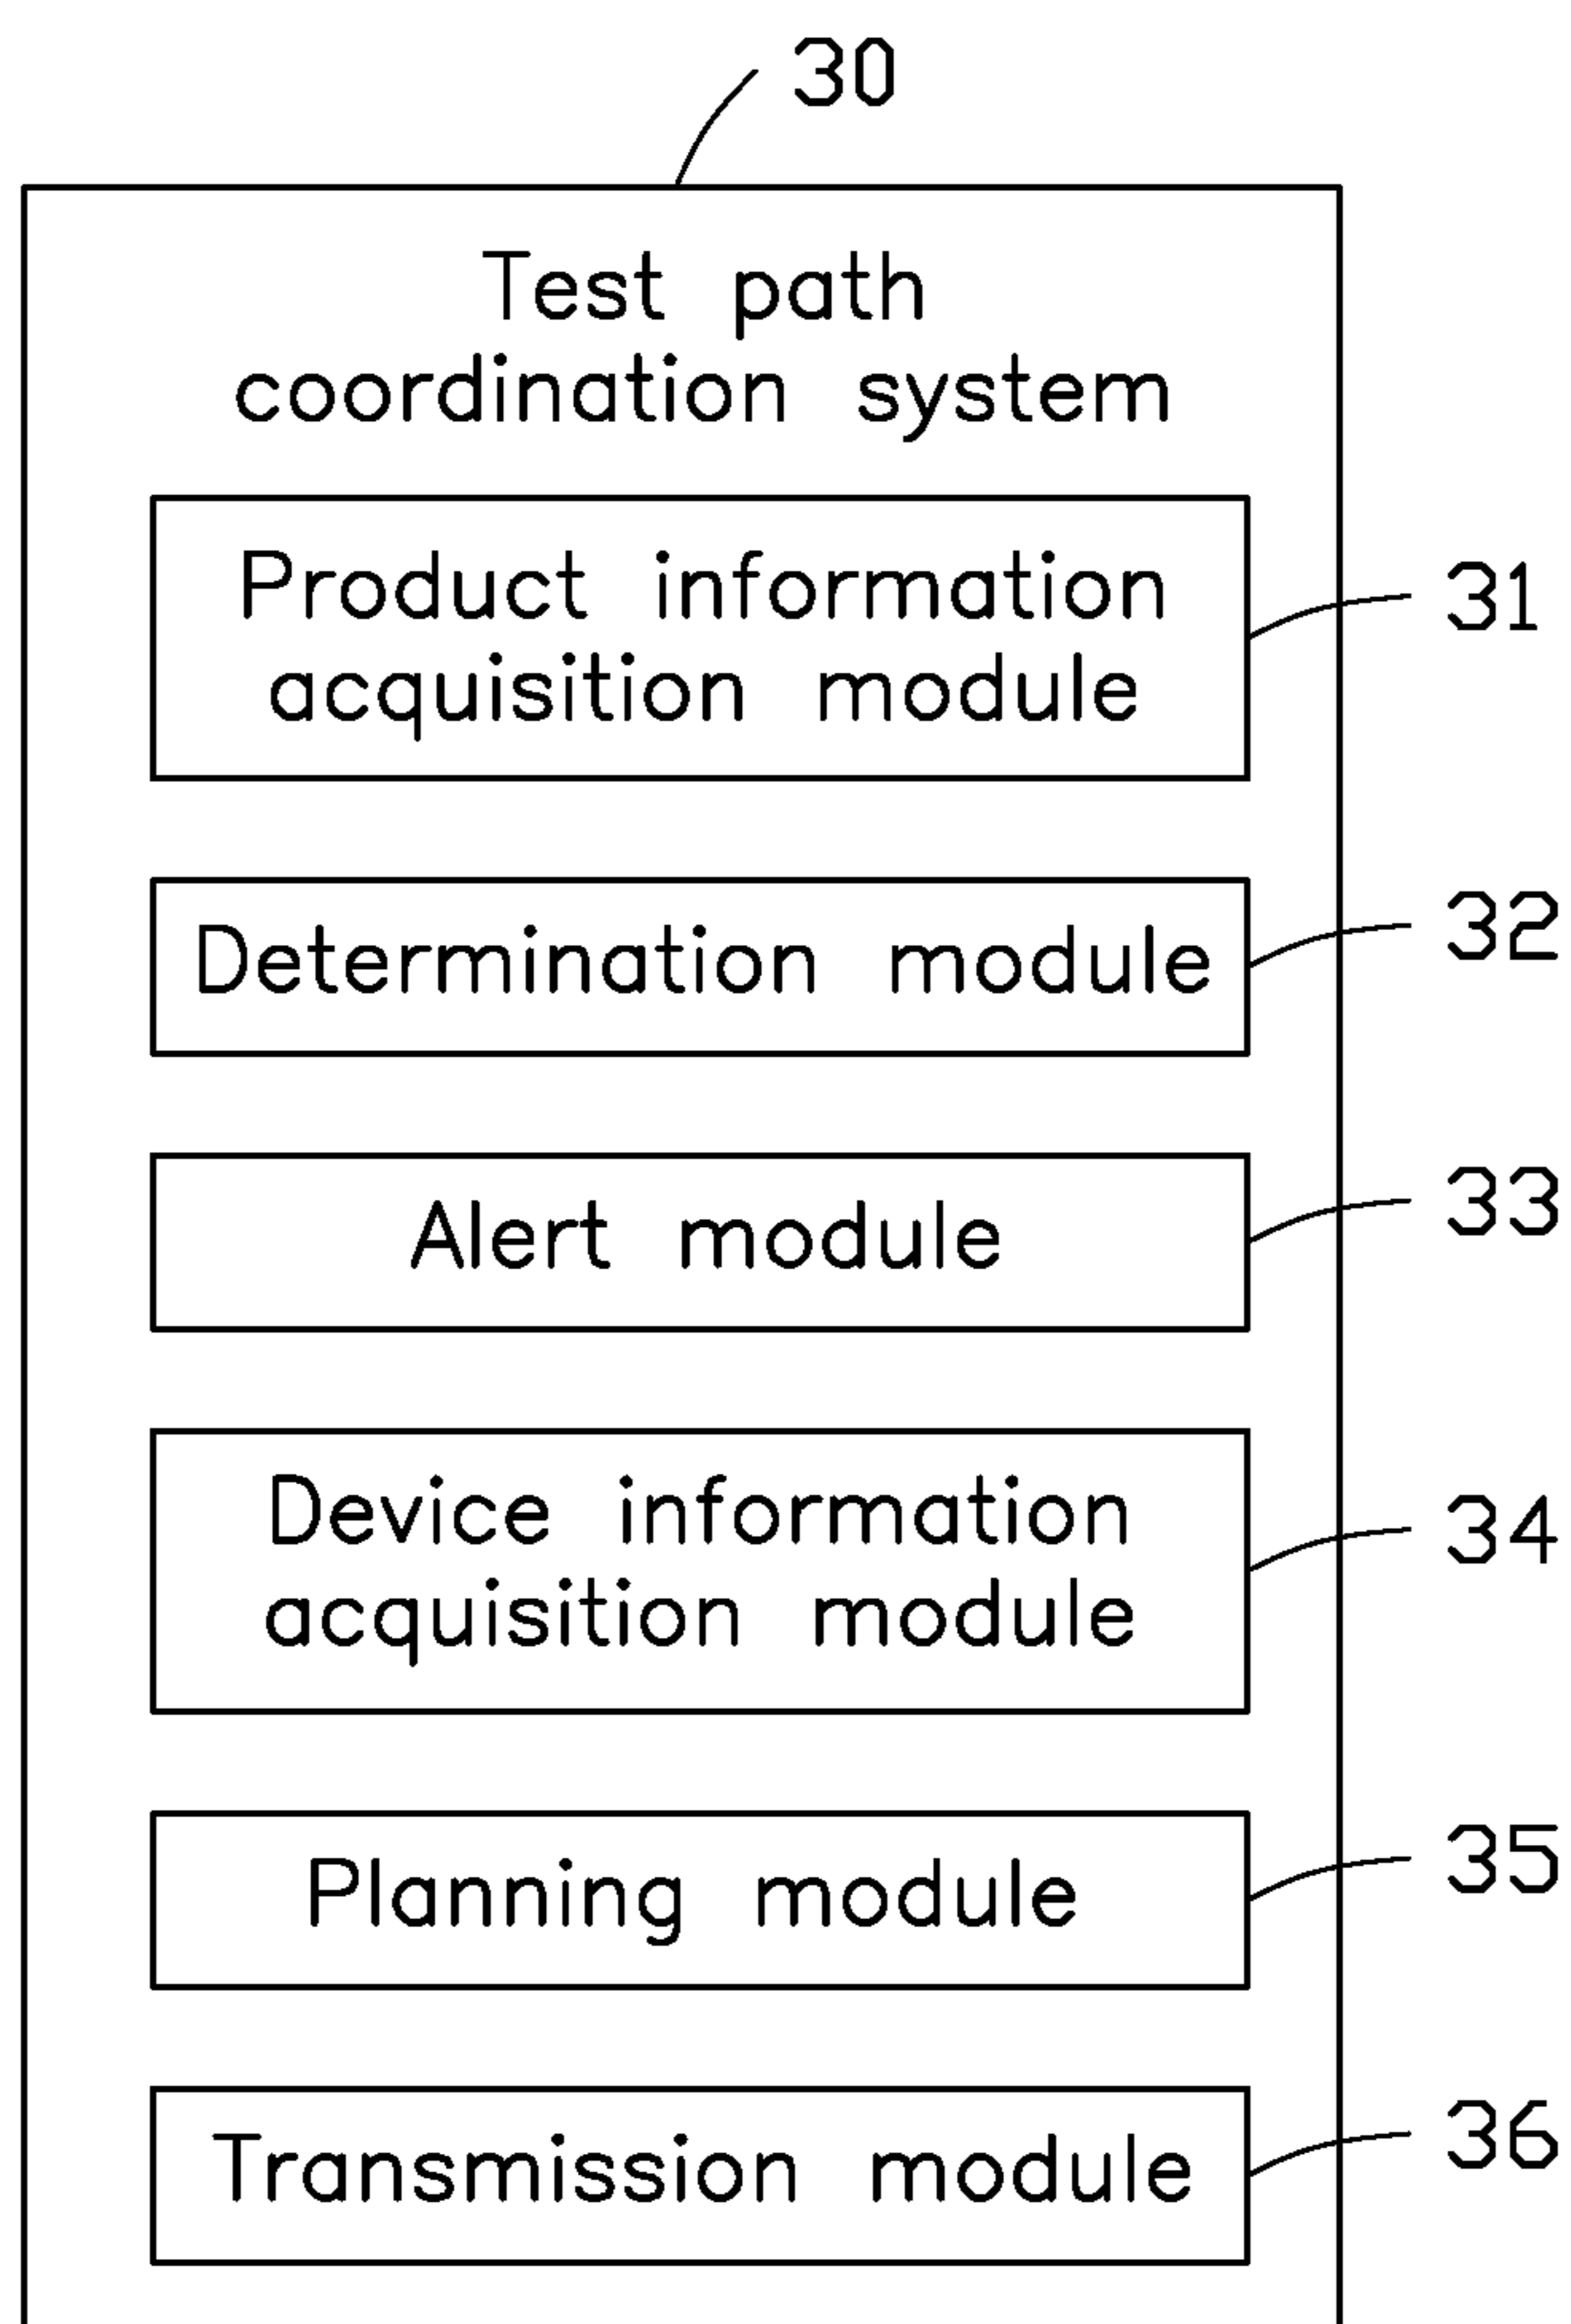 30
Test path
coordination system
Product information
acquisition module
31
Determination module
32
Alert module
33
Device information
acquisition module
34
Planning module
35
Transmission module
36